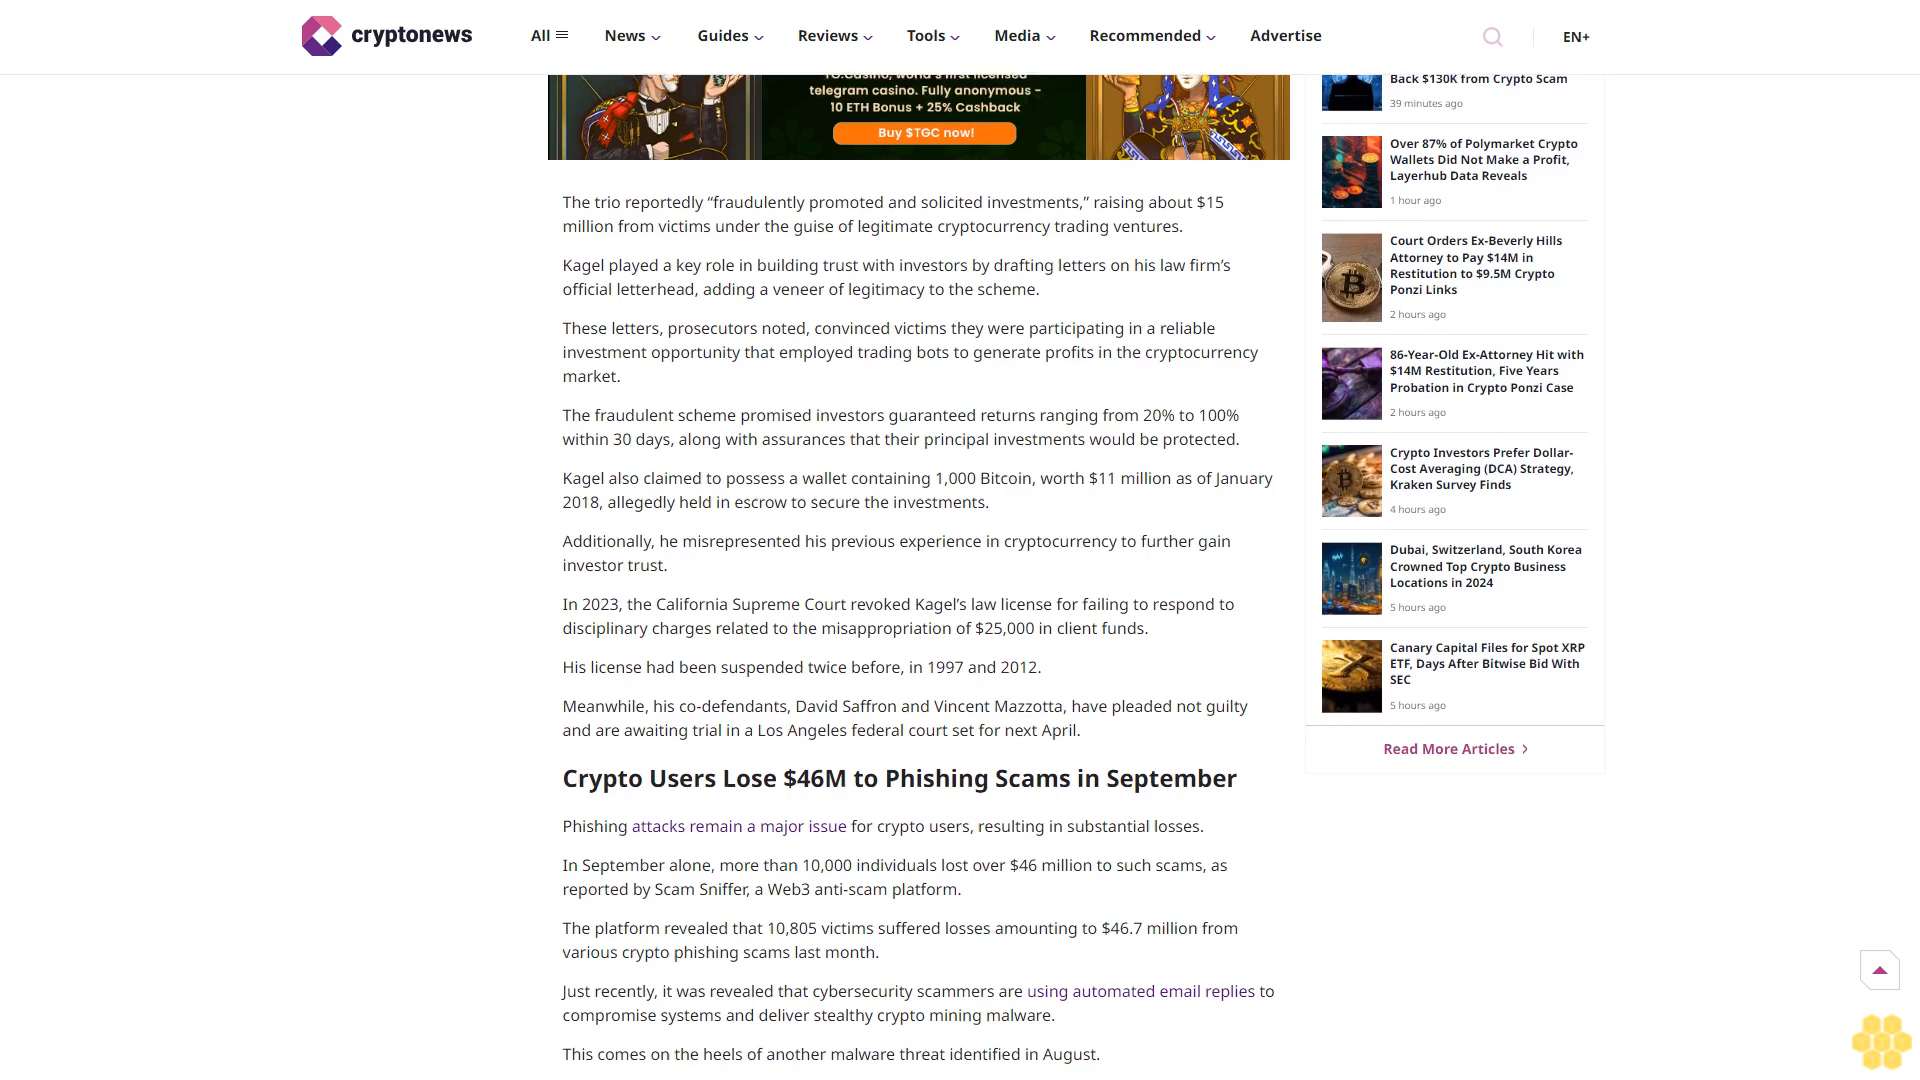 cryptonews
All
News
Guides
Reviews
Tools
Media
Recommended
Advertise
EN+
TG.Casino, world's first licensed
telegram casino. Fully anonymous -
10 ETH Bonus + 25% Cashback
Buy $TGC now!
The trio reportedly “fraudulently promoted and solicited investments,” raising about $15
million from victims under the guise of legitimate cryptocurrency trading ventures.
Kagel played a key role in building trust with investors by drafting letters on his law firm’s
official letterhead, adding a veneer of legitimacy to the scheme.
These letters, prosecutors noted, convinced victims they were participating in a reliable
investment opportunity that employed trading bots to generate profits in the cryptocurrency
market.
The fraudulent scheme promised investors guaranteed returns ranging from 20% to 100%
within 30 days, along with assurances that their principal investments would be protected.
Kagel also claimed to possess a wallet containing 1,000 Bitcoin, worth $11 million as of January
2018, allegedly held in escrow to secure the investments.
Additionally, he misrepresented his previous experience in cryptocurrency to further gain
investor trust.
In 2023, the California Supreme Court revoked Kagel’s law license for failing to respond to
disciplinary charges related to the misappropriation of $25,000 in client funds.
His license had been suspended twice before, in 1997 and 2012.
Meanwhile, his co-defendants, David Saffron and Vincent Mazzotta, have pleaded not guilty
and are awaiting trial in a Los Angeles federal court set for next April.
Crypto Users Lose $46M to Phishing Scams in September
Phishing attacks remain a major issue for crypto users, resulting in substantial losses.
In September alone, more than 10,000 individuals lost over $46 million to such scams, as
reported by Scam Sniffer, a Web3 anti-scam platform.
The platform revealed that 10,805 victims suffered losses amounting to $46.7 million from
various crypto phishing scams last month.
Just recently, it was revealed that cybersecurity scammers are using automated email replies to
compromise systems and deliver stealthy crypto mining malware.
This comes on the heels of another malware threat identified in August.
Back $130K from Crypto Scam
39 minutes ago
Over 87% of Polymarket Crypto
Wallets Did Not Make a Profit,
Layerhub Data Reveals
1 hour ago
Court Orders Ex-Beverly Hills
Attorney to Pay $14M in
Restitution to $9.5M Crypto
Ponzi Links
2 hours ago
86-Year-Old Ex-Attorney Hit with
$14M Restitution, Five Years
Probation in Crypto Ponzi Case
2 hours ago
Crypto Investors Prefer Dollar-
Cost Averaging (DCA) Strategy,
Kraken Survey Finds
4 hours ago
Dubai, Switzerland, South Korea
Crowned Top Crypto Business
Locations in 2024
5 hours ago
Canary Capital Files for Spot XRP
ETF, Days After Bitwise Bid With
SEC
5 hours ago
Read More Articles